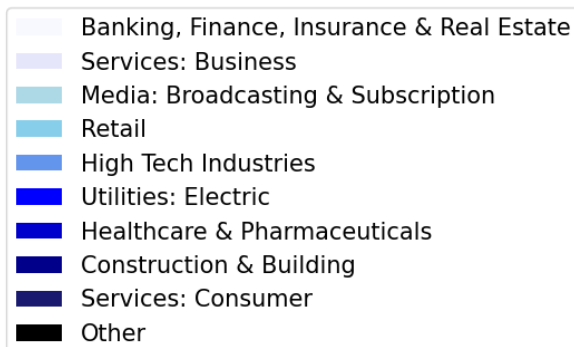 Banking, Finance, Insurance & Real Estate
Services: Business
Media: Broadcasting & Subscription
Retail
High Tech Industries
Utilities: Electric
Healthcare & Pharmaceuticals
Construction & Building
Services: Consumer
Other